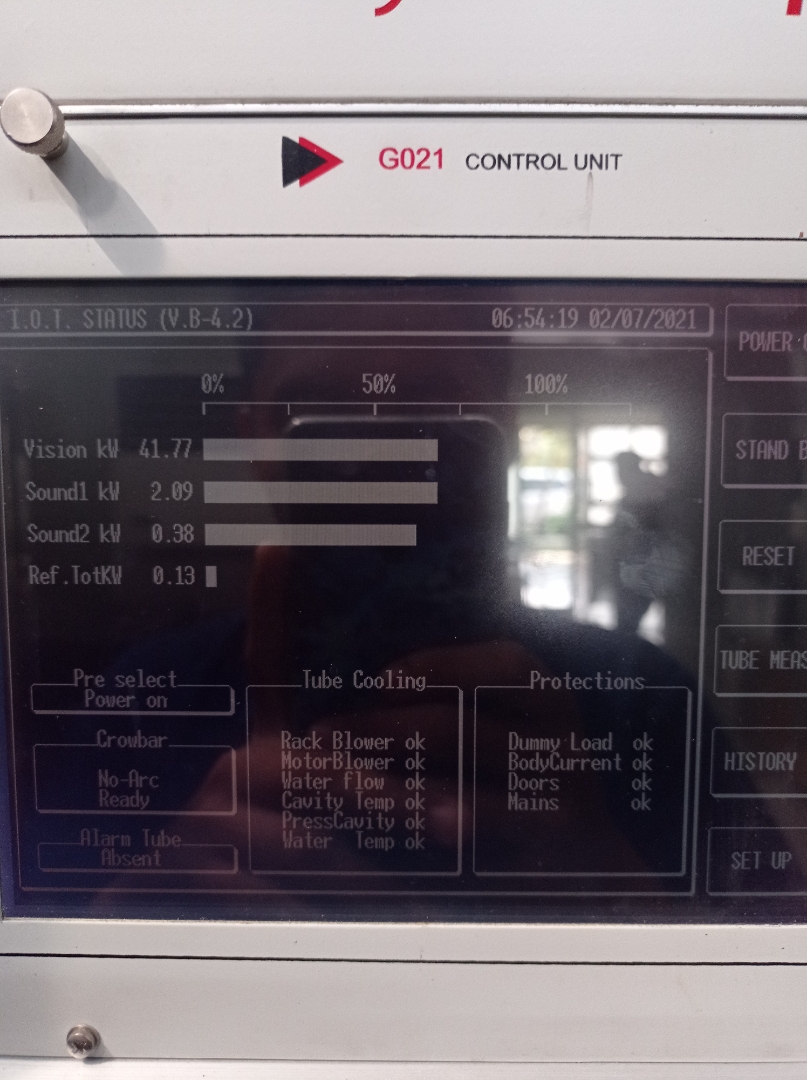 G021 CONTROL UNIT
I.O.T. STATUS (V.B-4.2) 06:54:19 02/07/2021
0% 50% 100%
Vision kW 41.77
Sound1 kW 2.09
Sound2 kW 0.38
Ref.TotKW 0.13
Pre select
Power on
Crowbar
No-Arc
Ready
Alarm Tube
Absent
Tube Cooling
Rack Blower ok
MotorBlower ok
Water flow ok
Cavity Temp ok
PressCavity ok
Water Temp ok
Protections
Dummy Load ok
BodyCurrent ok
Doors ok
Mains ok
POWER
STAND
RESET
TUBE
HISTORY
SET UP